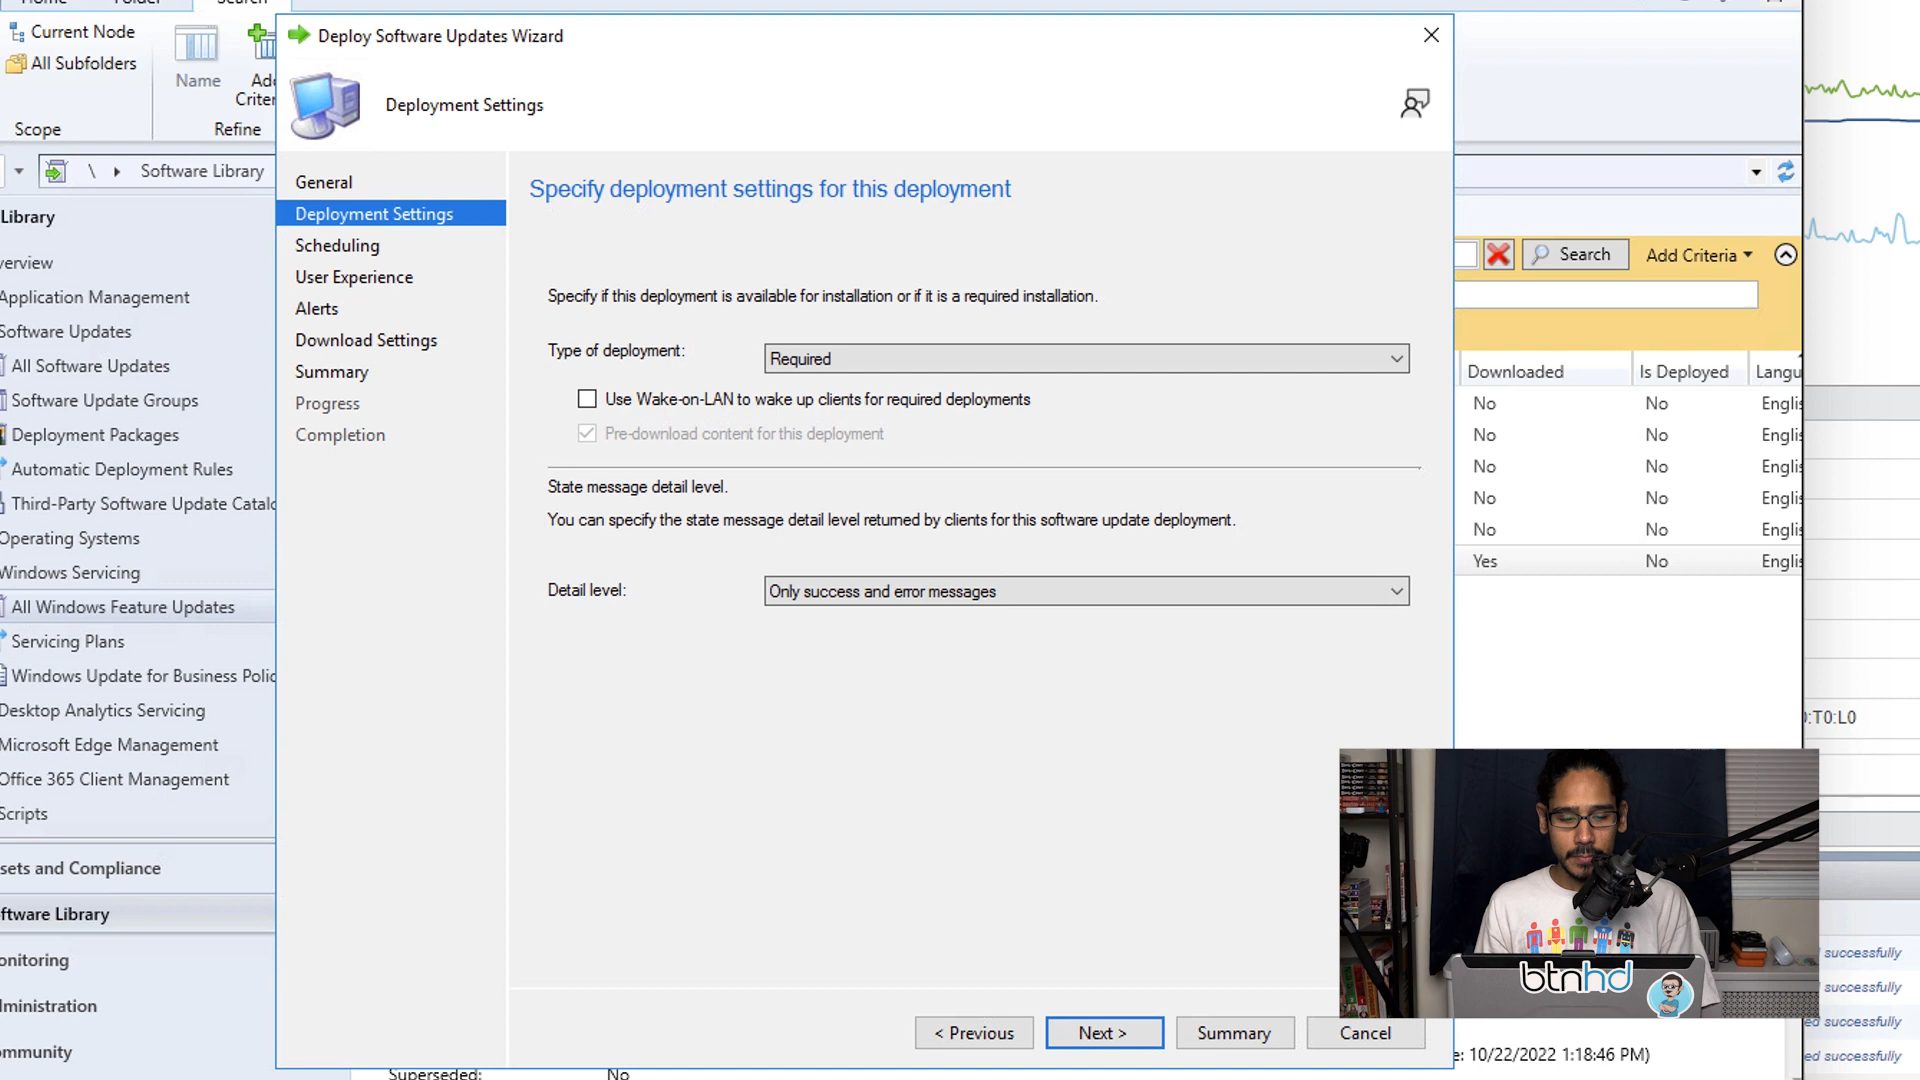 Home Folder Search
Current Node
All Subfolders
Name
Add
Criter
Scope
Refine
\ Software Library
Library
verview
Application Management
Software Updates
All Software Updates
Software Update Groups
Deployment Packages
Automatic Deployment Rules
Third-Party Software Update Catalo
Operating Systems
Windows Servicing
All Windows Feature Updates
Servicing Plans
Windows Update for Business Polic
Desktop Analytics Servicing
Microsoft Edge Management
Office 365 Client Management
Scripts
sets and Compliance
ftware Library
onitoring
ministration
mmunity
Deploy Software Updates Wizard
Deployment Settings
General
Deployment Settings
Scheduling
User Experience
Alerts
Download Settings
Summary
Progress
Completion
Specify deployment settings for this deployment
Specify if this deployment is available for installation or if it is a required installation.
Type of deployment: Required
Use Wake-on-LAN to wake up clients for required deployments
Pre-download content for this deployment
State message detail level.
You can specify the state message detail level returned by clients for this software update deployment.
Detail level: Only success and error messages
< Previous Next > Summary Cancel
Search Add Criteria
Downloaded Is Deployed Langu
No No Englis
No No Englis
No No Englis
No No Englis
No No Englis
Yes No Englis
:T0:L0
btnhd
successfully
d successfully
ed successfully
ed successfully
e: 10/22/2022 1:18:46 PM)
Superseded: No